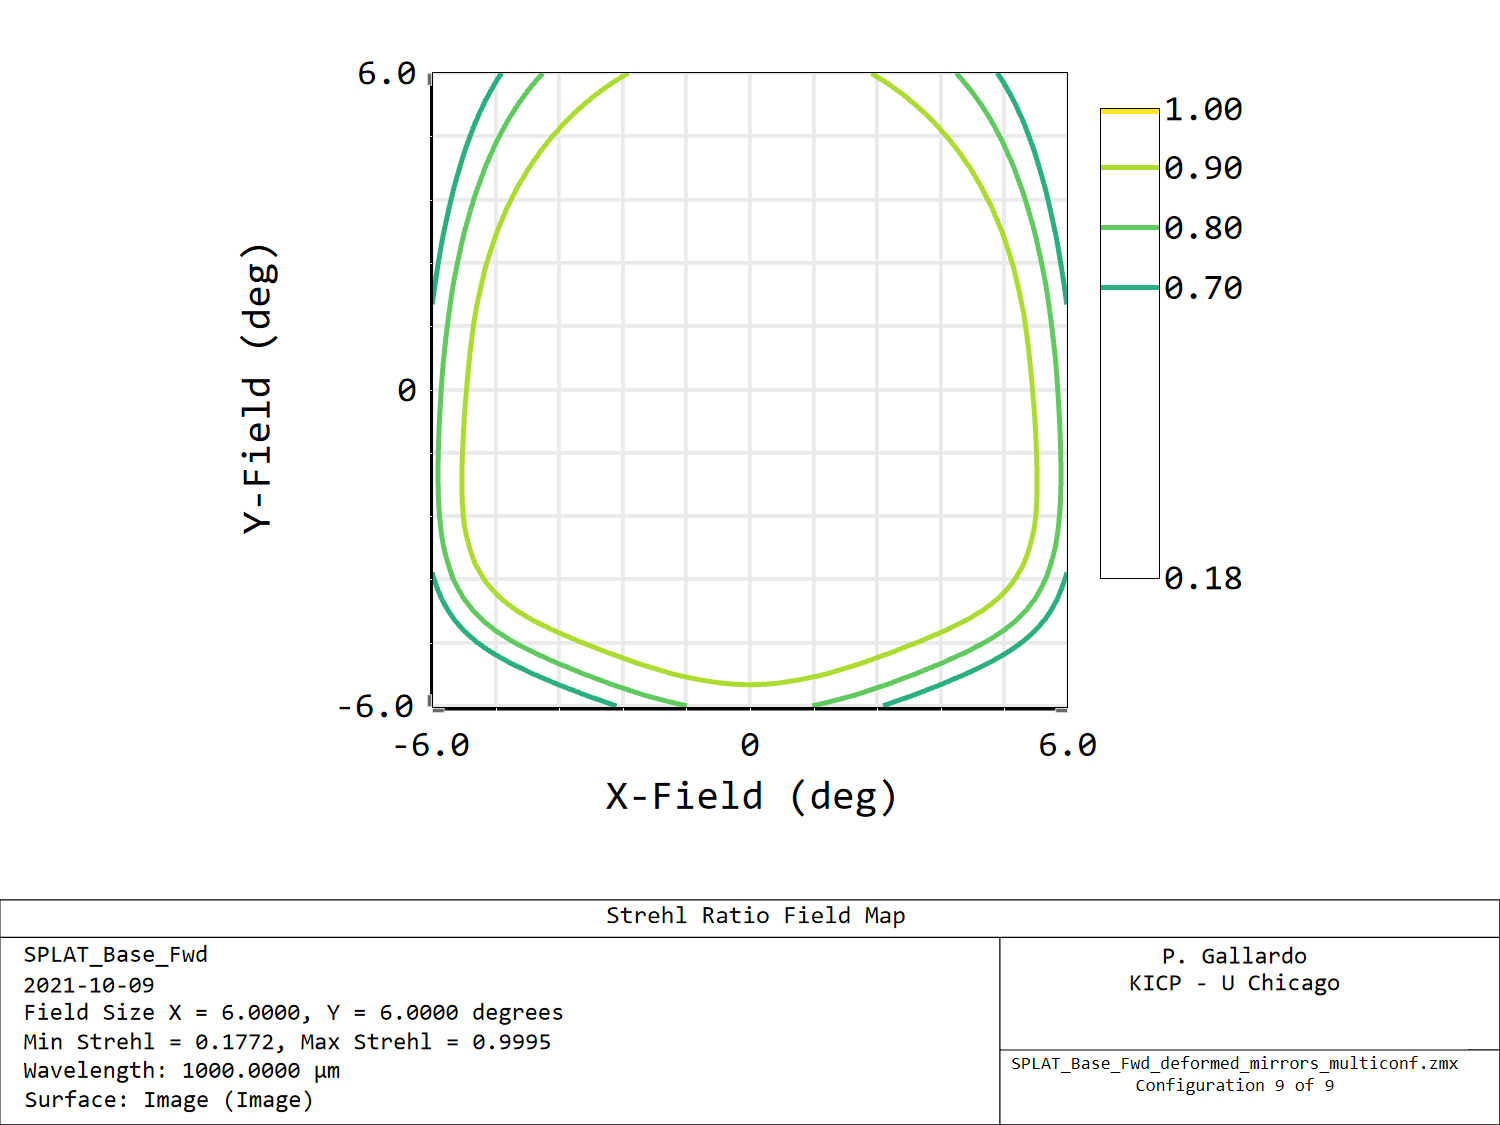 6.0
0
-6.0
Y-Field (deg)
-6.0 0 6.0
X-Field (deg)
1.00
0.90
0.80
0.70
0.18
Strehl Ratio Field Map
SPLAT_Base_Fwd
2021-10-09
Field Size X = 6.0000, Y = 6.0000 degrees
Min Strehl = 0.1772, Max Strehl = 0.9995
Wavelength: 1000.0000 µm
Surface: Image (Image)
P. Gallardo
KICP - U Chicago
SPLAT_Base_Fwd_deformed_mirrors_multiconf.zmx
Configuration 9 of 9